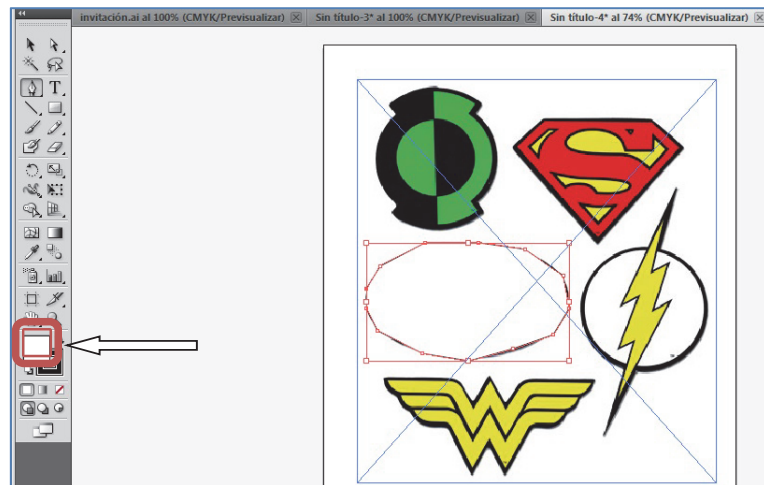 invitación.ai al 100% (CMYK/Previsualizar) Sin título-3* al 100% (CMYK/Previsualizar) Sin título-4* al 74% (CMYK/Previsualizar)
T
S
W